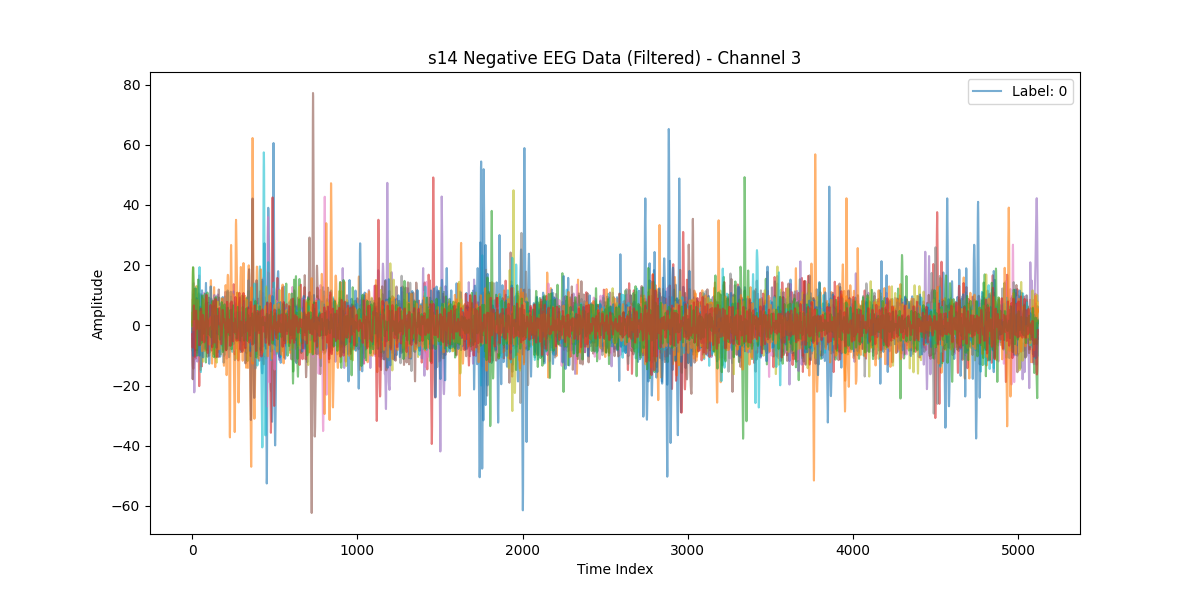 s14 Negative EEG Data (Filtered) - Channel 3
Label: 0
Amplitude
80
60
40
20
0
−20
−40
−60
0 1000 2000 3000 4000 5000
Time Index